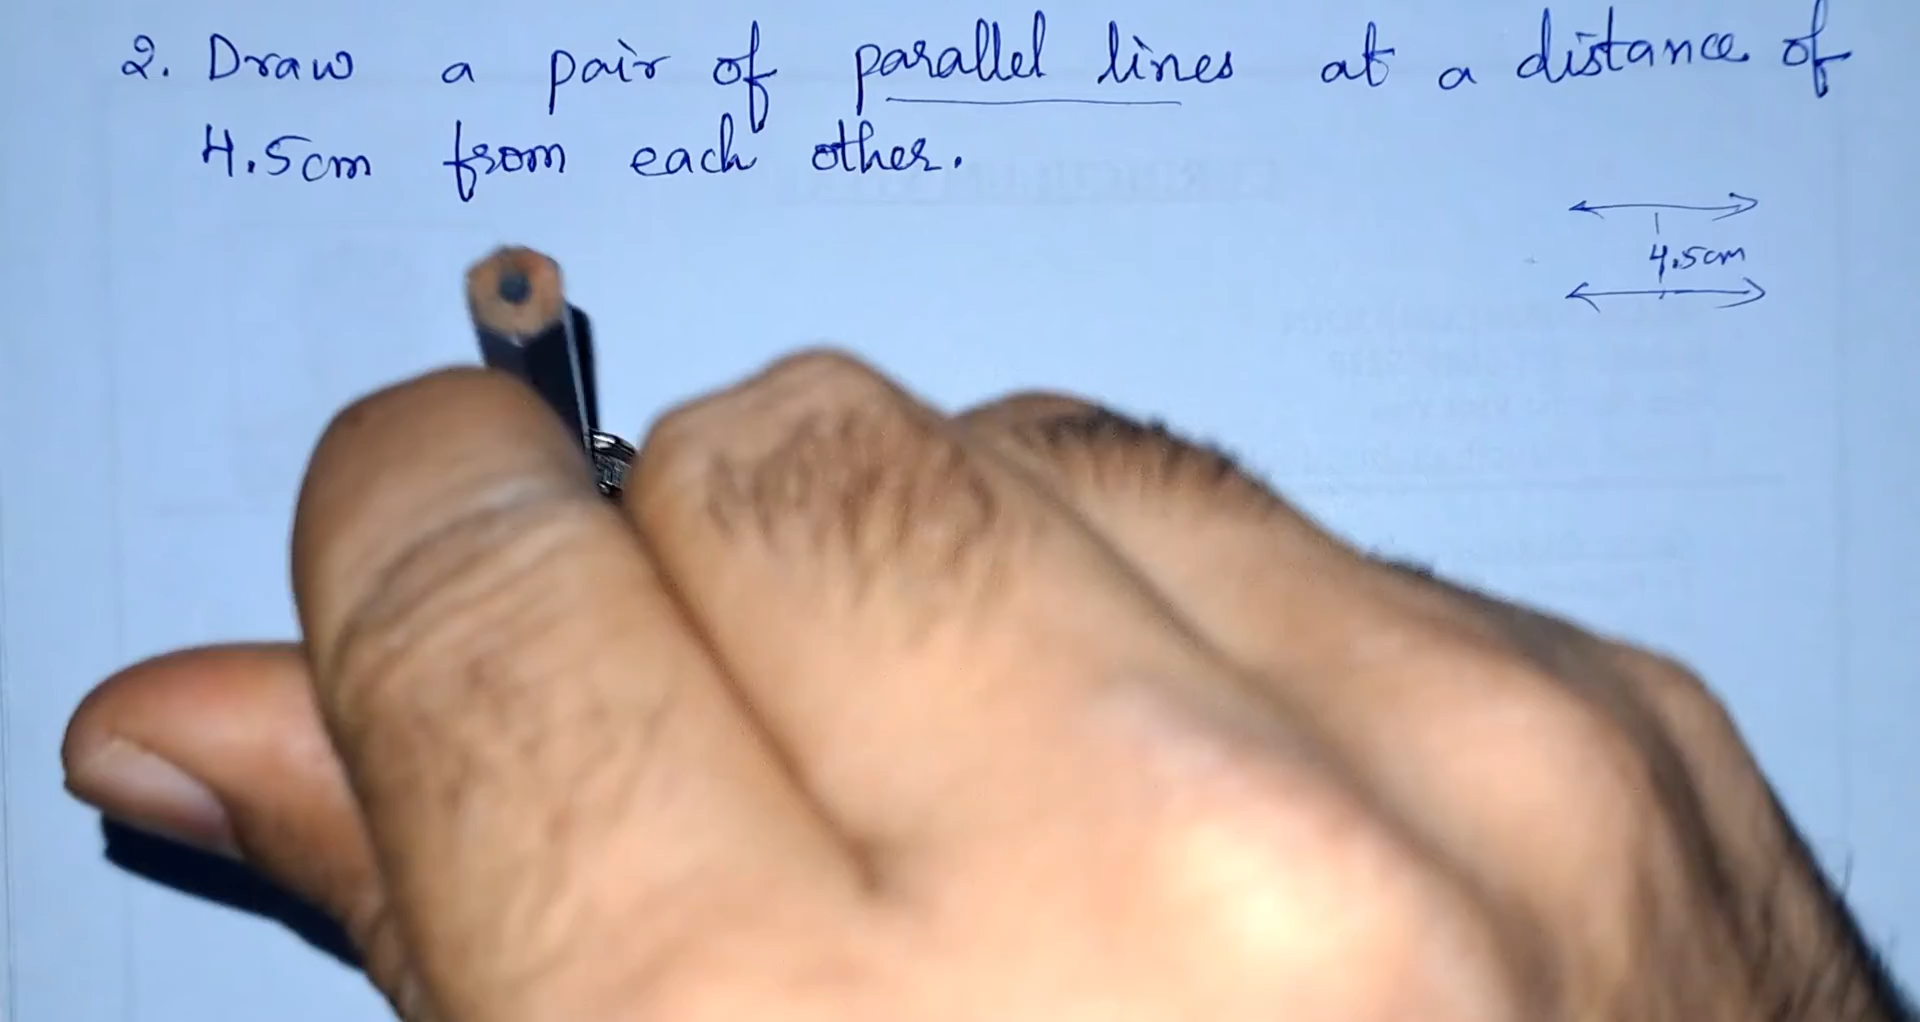 2. Draw a pair of parallel lines at a distance of
4.5cm from each other.
4.5cm